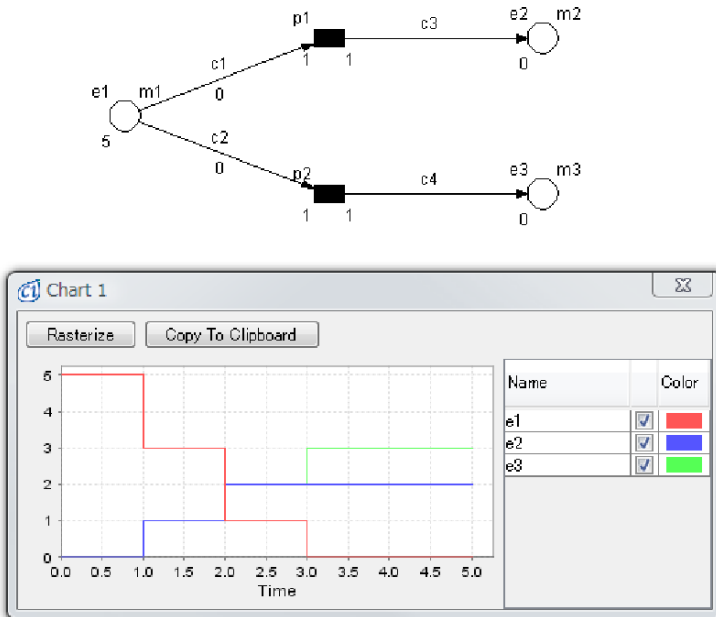 p1
c3
e2 m2
1 1
0
c1
0
e1 m1
5
c2
0
p2
c4
e3 m3
1 1
0
Chart 1
Rasterize Copy To Clipboard
Name Color
e1
e2
e3
5
4
3
2
1
0
0.0 0.5 1.0 1.5 2.0 2.5 3.0 3.5 4.0 4.5 5.0
Time